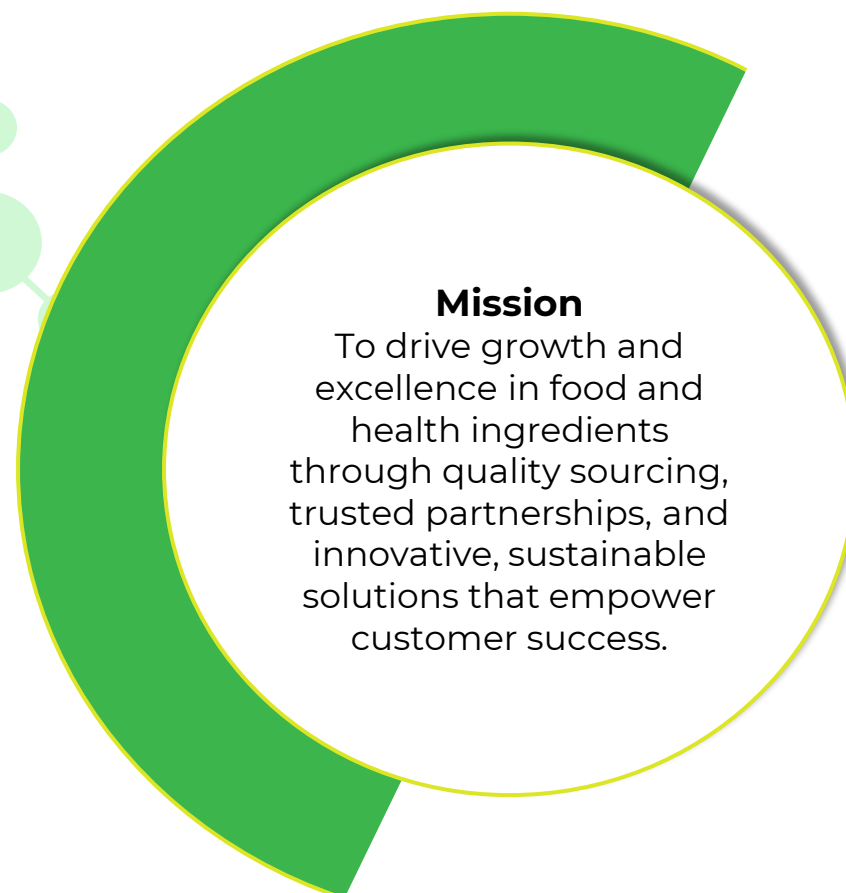 Mission
To drive growth and
excellence in food and
health ingredients
through quality sourcing,
trusted partnerships, and
innovative, sustainable
solutions that empower
customer success.